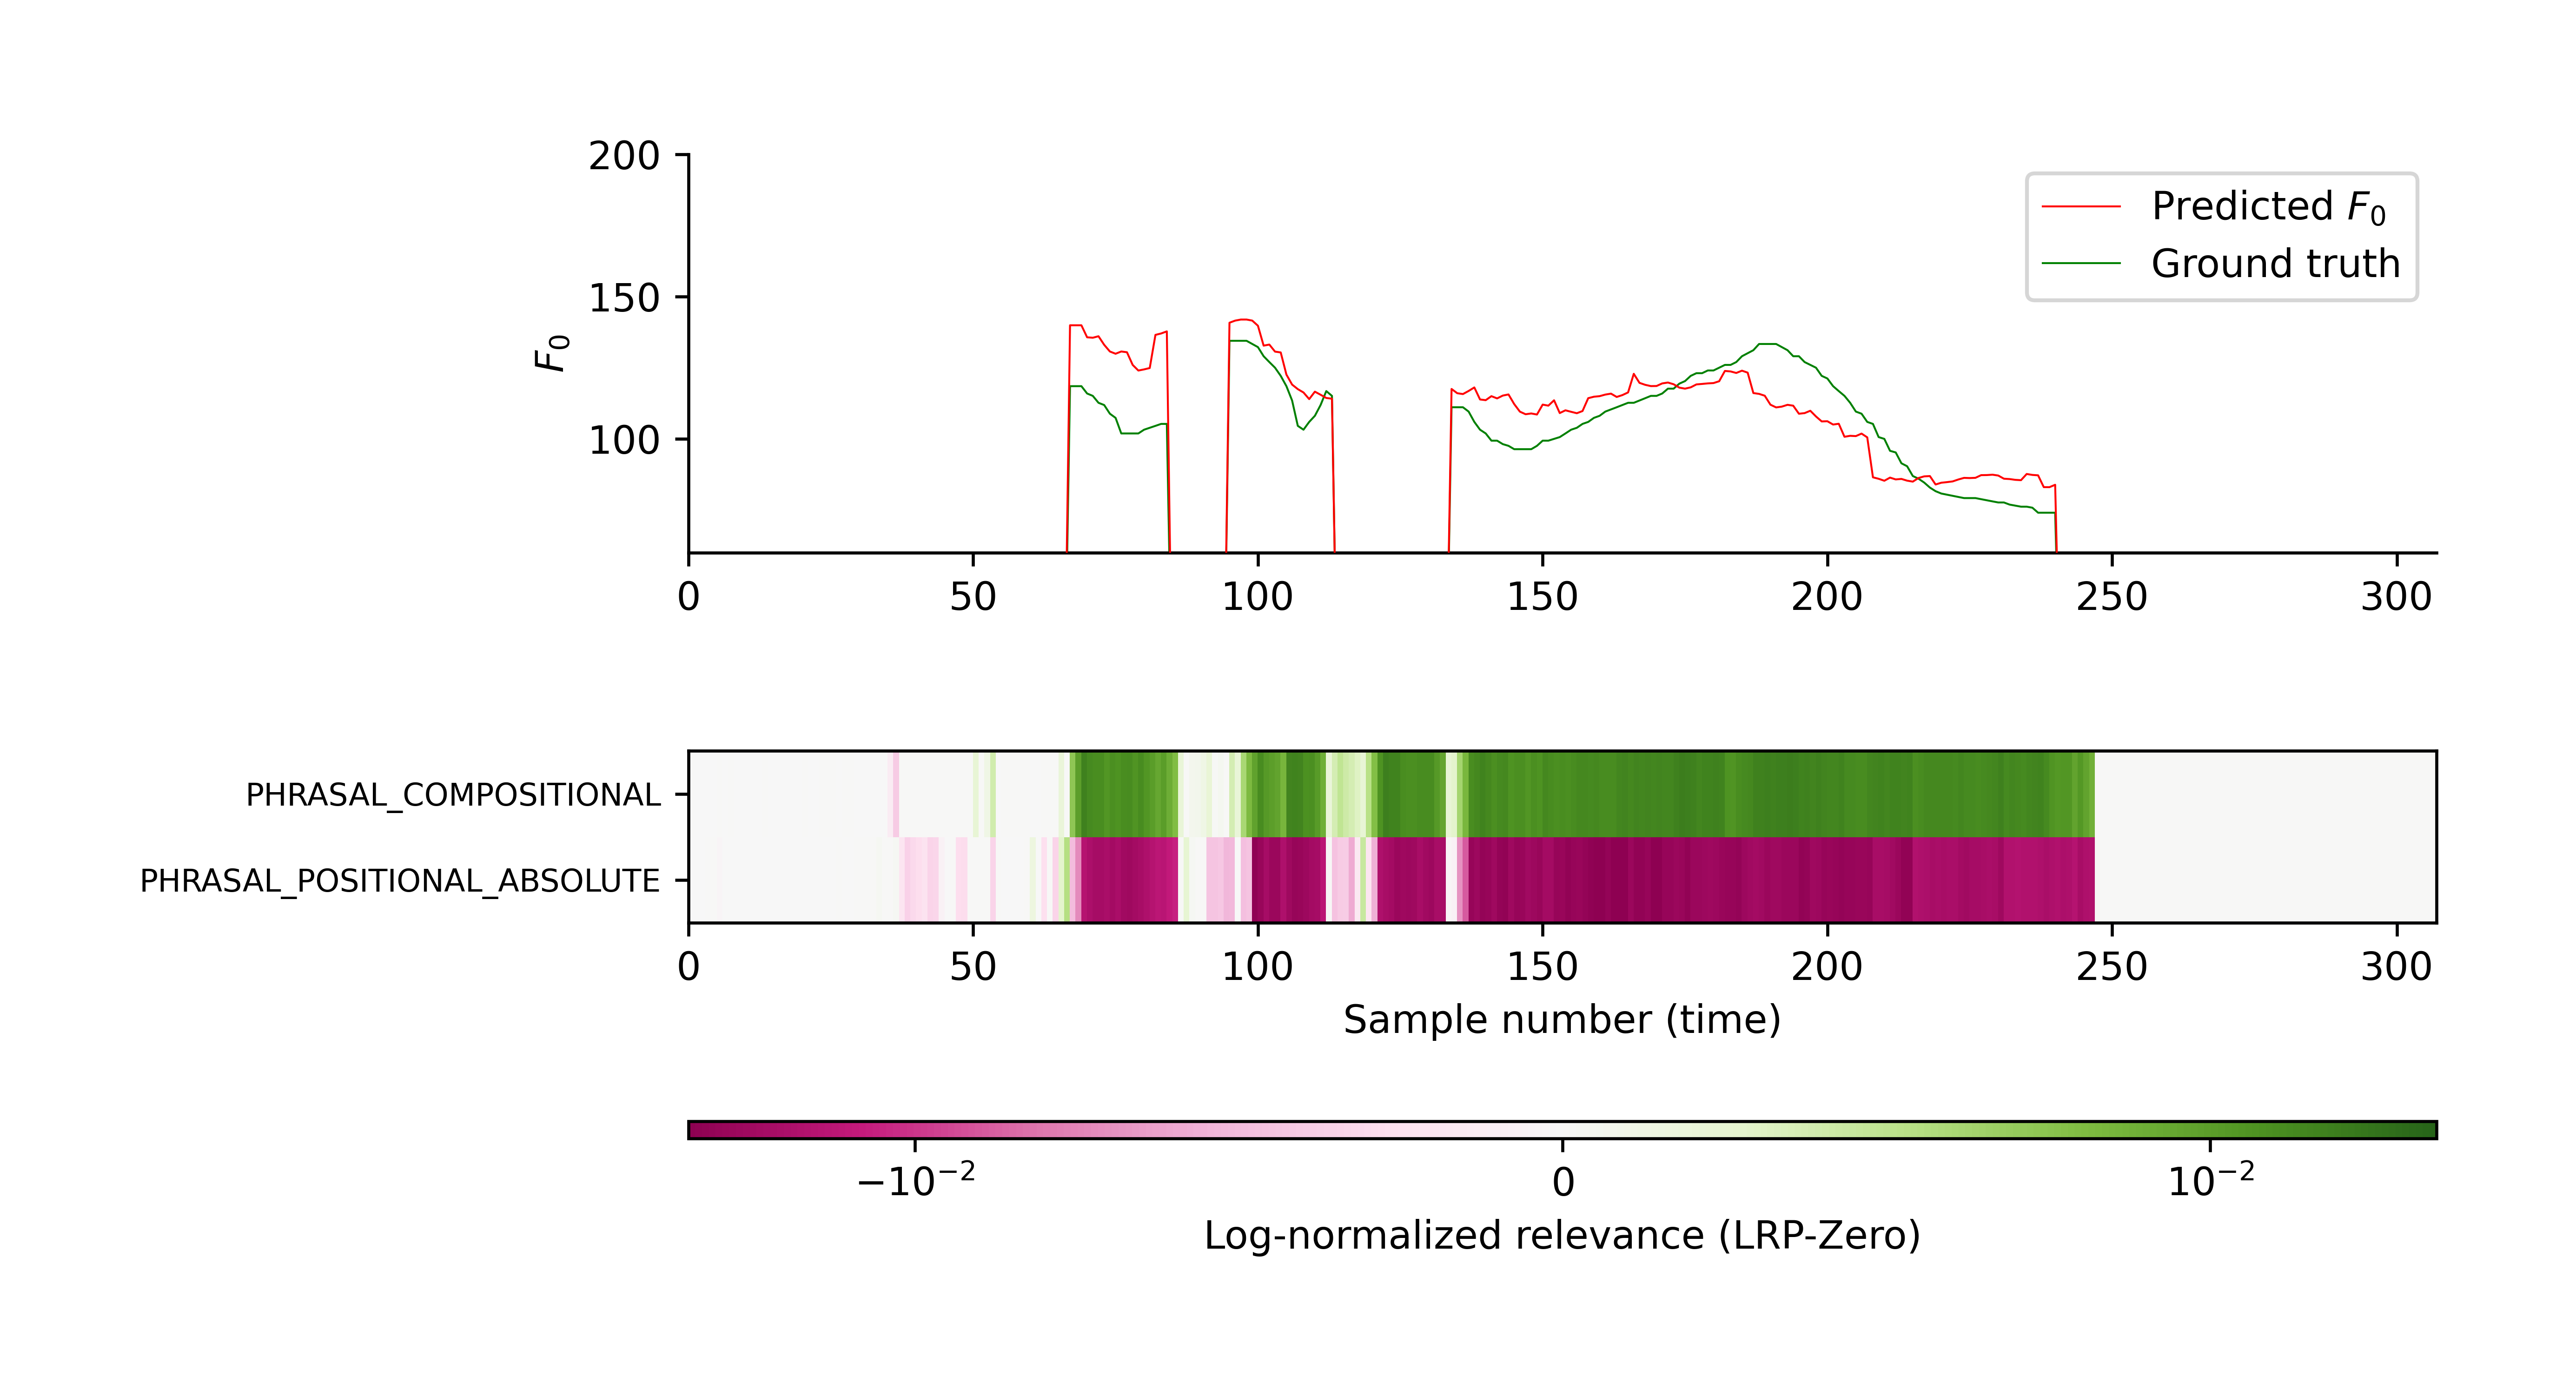 200
150
100
F₀
Predicted F₀
Ground truth
0 50 100 150 200 250 300
PHRASAL_COMPOSITIONAL
PHRASAL_POSITIONAL_ABSOLUTE
0 50 100 150 200 250 300
Sample number (time)
−10⁻² 0 10⁻²
Log-normalized relevance (LRP-Zero)